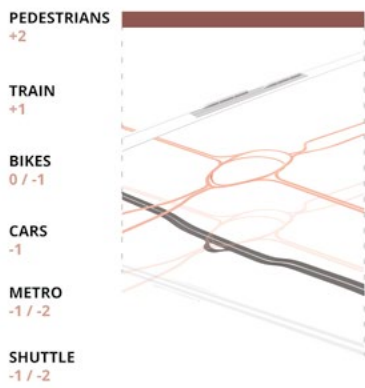 PEDESTRIANS
+2
TRAIN
+1
BIKES
0 / -1
CARS
-1
METRO
-1 / -2
SHUTTLE
-1 / -2